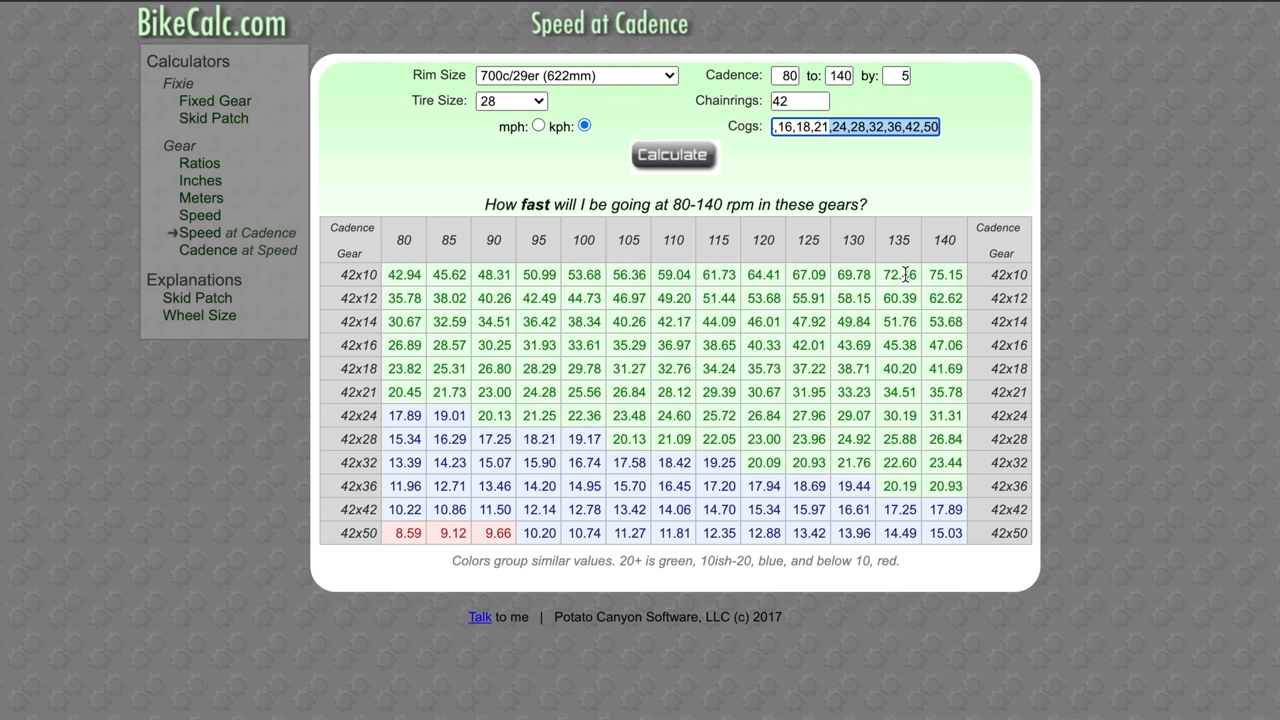 BikeCalc.com
Speed at Cadence
Calculators
Fixie
Fixed Gear
Skid Patch
Gear
Ratios
Inches
Meters
Speed
➔Speed at Cadence
Cadence at Speed
Explanations
Skid Patch
Wheel Size
Rim Size 700c/29er (622mm) Cadence: 80 to: 140 by: 5
Tire Size: 28 Chainrings: 42
mph: kph: Cogs: ,16,18,21,24,28,32,36,42,50
Calculate
How fast will I be going at 80-140 rpm in these gears?
Cadence Gear 80 85 90 95 100 105 110 115 120 125 130 135 140 Cadence Gear
42x10 42.94 45.62 48.31 50.99 53.68 56.36 59.04 61.73 64.41 67.09 69.78 75.15 42x10
42x12 35.78 38.02 40.26 42.49 44.73 46.97 49.20 51.44 53.68 55.91 58.15 60.39 62.62 42x12
42x14 30.67 32.59 34.51 36.42 38.34 40.26 42.17 44.09 46.01 47.92 49.84 51.76 53.68 42x14
42x16 26.89 28.57 30.25 31.93 33.61 35.29 36.97 38.65 40.33 42.01 43.69 45.38 47.06 42x16
42x18 23.82 25.31 26.80 28.29 29.78 31.27 32.76 34.24 35.73 37.22 38.71 40.20 41.69 42x18
42x21 20.45 21.73 23.00 24.28 25.56 26.84 28.12 29.39 30.67 31.95 33.23 34.51 35.78 42x21
42x24 17.89 19.01 20.13 21.25 22.36 23.48 24.60 25.72 26.84 27.96 29.07 30.19 31.31 42x24
42x28 15.34 16.29 17.25 18.21 19.17 20.13 21.09 22.05 23.00 23.96 24.92 25.88 26.84 42x28
42x32 13.39 14.23 15.07 15.90 16.74 17.58 18.42 19.25 20.09 20.93 21.76 22.60 23.44 42x32
42x36 11.96 12.71 13.46 14.20 14.95 15.70 16.45 17.20 17.94 18.69 19.44 20.19 20.93 42x36
42x42 10.22 10.86 11.50 12.14 12.78 13.42 14.06 14.70 15.34 15.97 16.61 17.25 17.89 42x42
42x50 8.59 9.12 9.66 10.20 10.74 11.27 11.81 12.35 12.88 13.42 13.96 14.49 15.03 42x50
Colors group similar values. 20+ is green, 10ish-20, blue, and below 10, red.
Talk to me | Potato Canyon Software, LLC (c) 2017